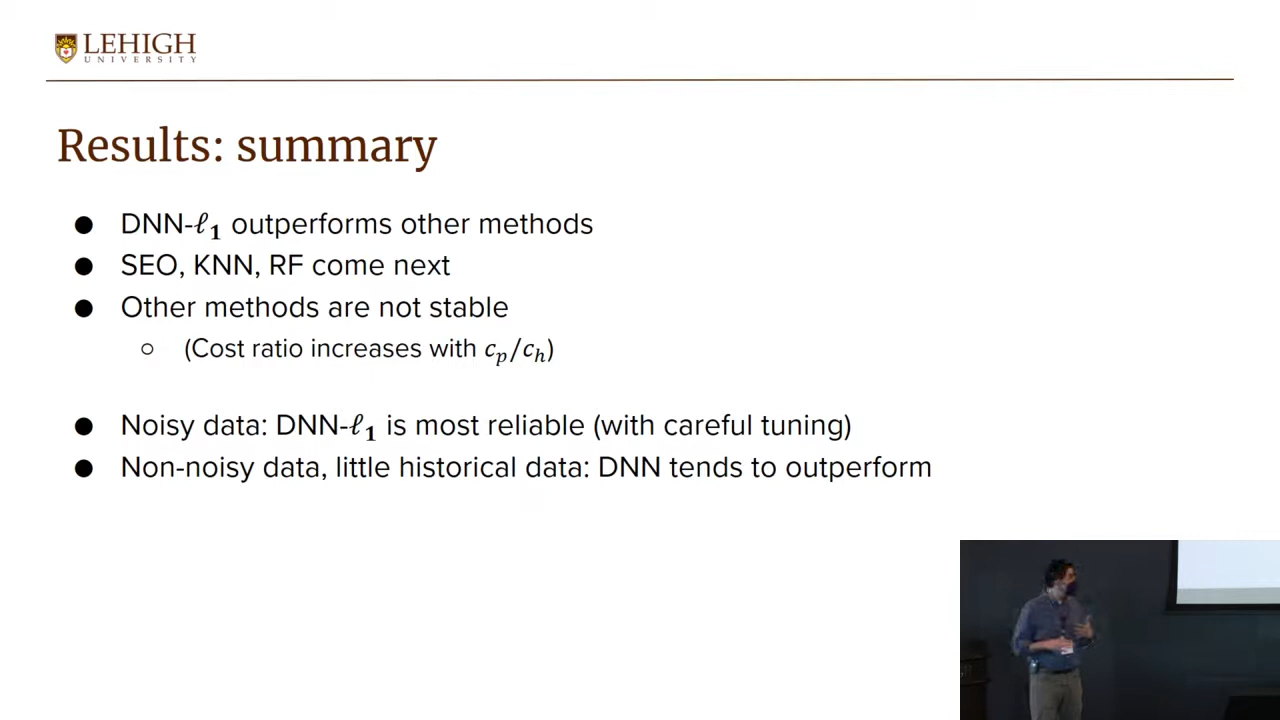 LEHIGH
UNIVERSITY
Results: summary
● DNN-ℓ₁ outperforms other methods
● SEO, KNN, RF come next
● Other methods are not stable
○ (Cost ratio increases with cₚ/cₕ)
● Noisy data: DNN-ℓ₁ is most reliable (with careful tuning)
● Non-noisy data, little historical data: DNN tends to outperform